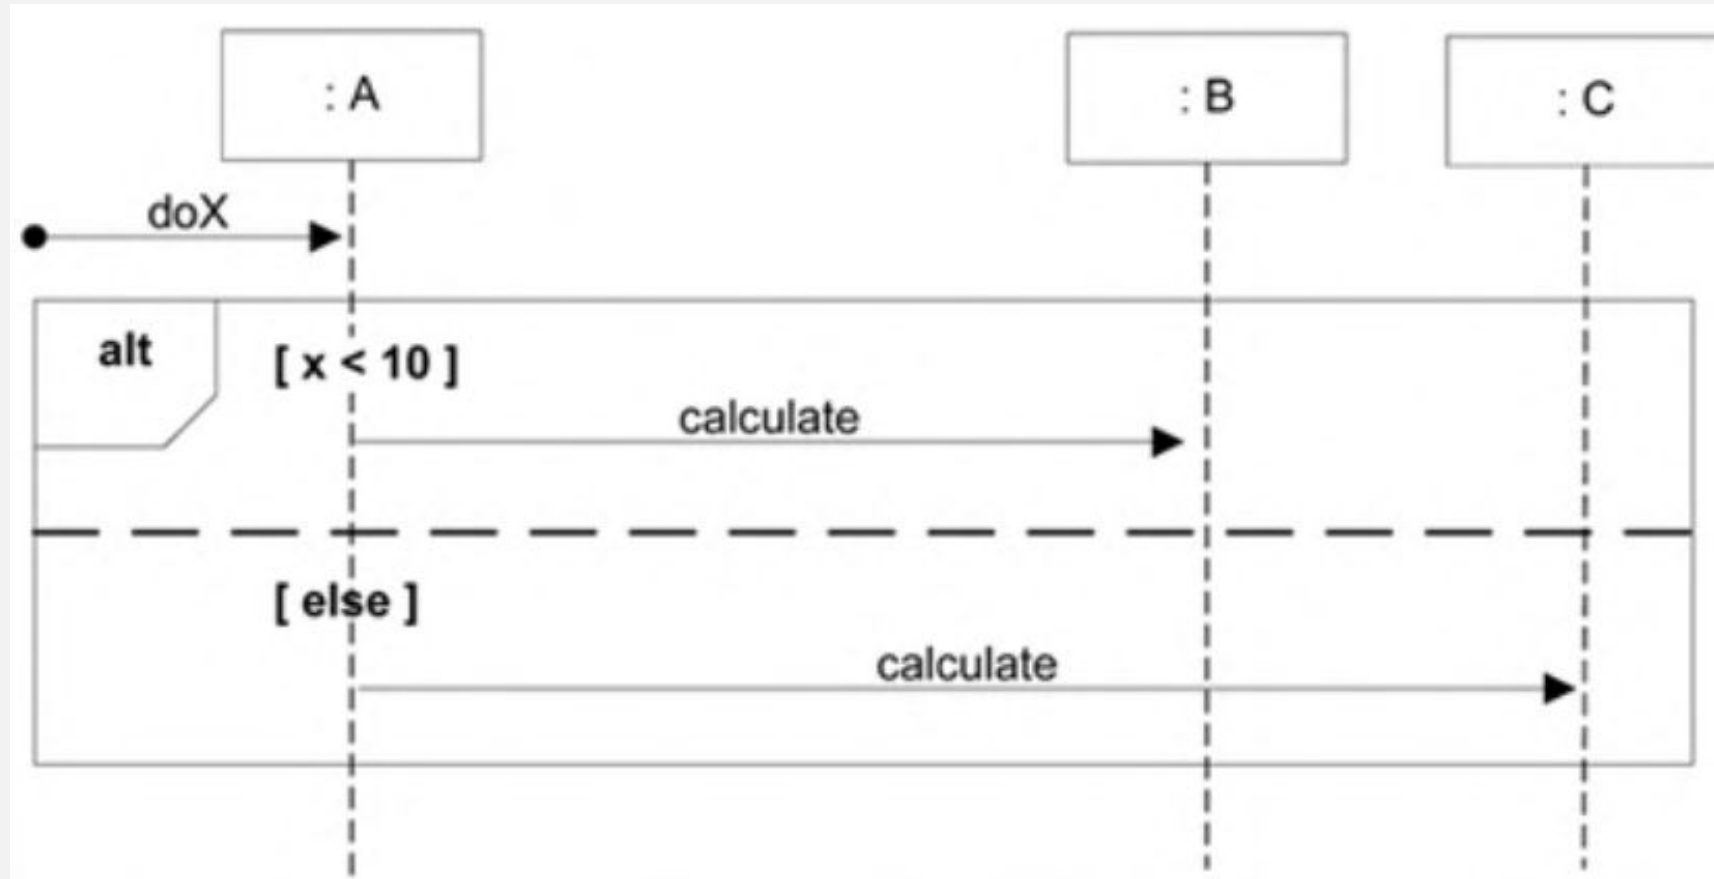 : A
: B
: C
doX
alt
[ x < 10 ]
calculate
[ else ]
calculate